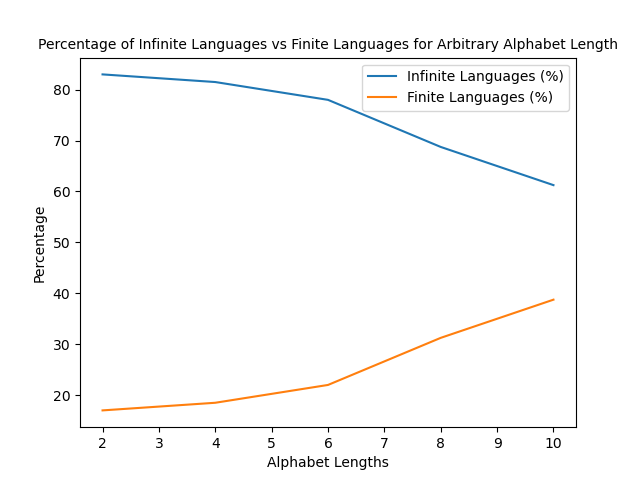 Percentage of Infinite Languages vs Finite Languages for Arbitrary Alphabet Length
Infinite Languages (%)
Finite Languages (%)
80
70
60
50
40
30
20
Percentage
2 3 4 5 6 7 8 9 10
Alphabet Lengths